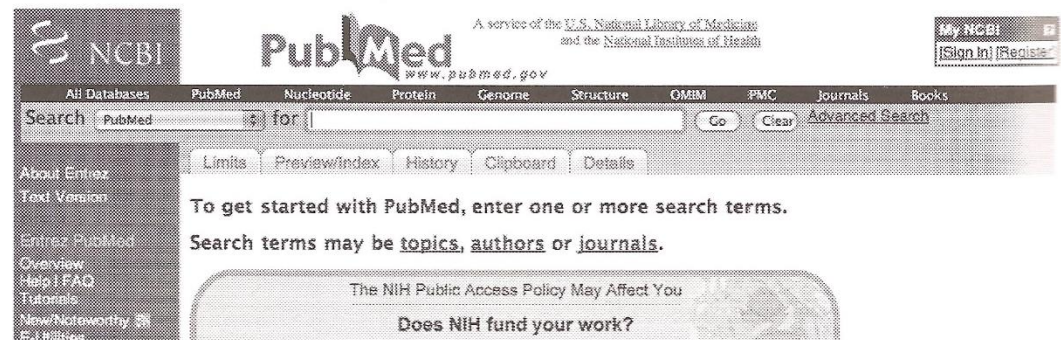 A service of the U.S. National Library of Medicine
and the National Institutes of Health
My NCBI
[Sign In] [Register]
NCBI
PubMed
www.pubmed.gov
All Databases PubMed Nucleotide Protein Genome Structure OMIM PMC Journals Books
Search PubMed for Go Clear Advanced Search
Limits Preview/Index History Clipboard Details
About Entrez
Text Version
To get started with PubMed, enter one or more search terms.
Entrez PubMed
Search terms may be topics, authors or journals.
Overview
Help | FAQ
Tutorials
New/Noteworthy
The NIH Public Access Policy May Affect You
Does NIH fund your work?